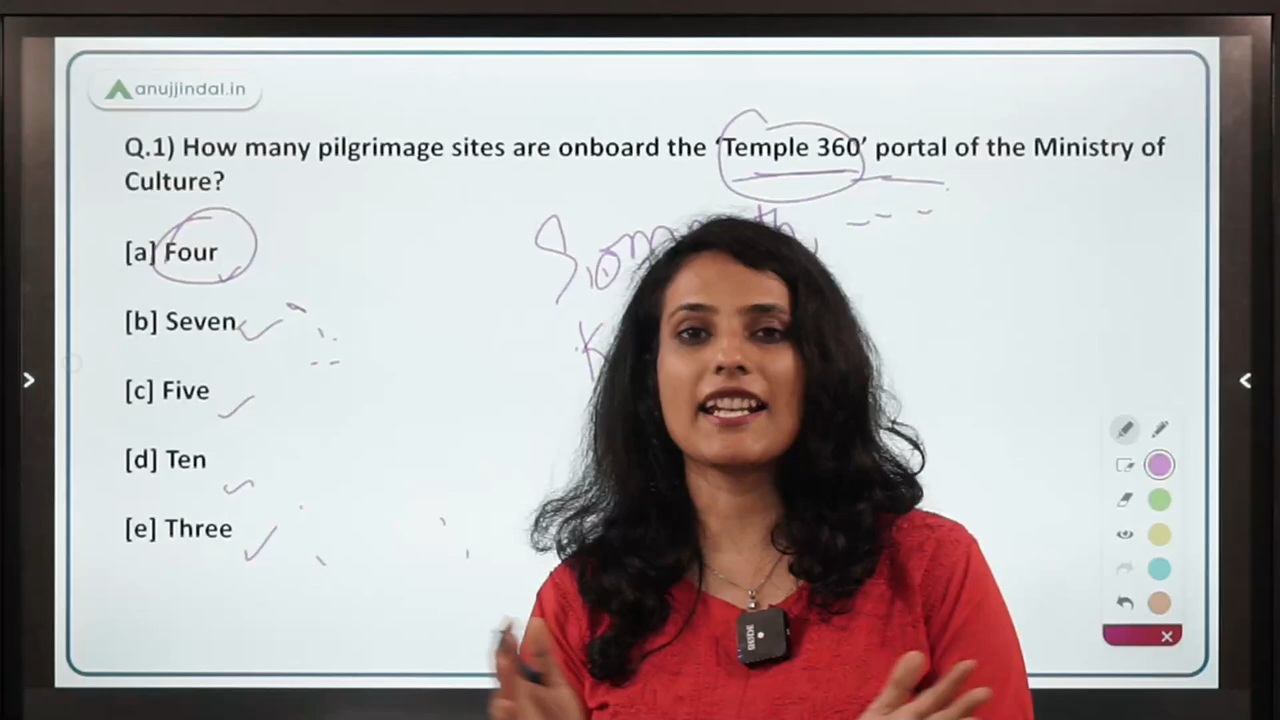 anujjindal.in
Q.1) How many pilgrimage sites are onboard the ‘Temple 360’ portal of the Ministry of
Culture?
[a] Four
[b] Seven
[c] Five
[d] Ten
[e] Three